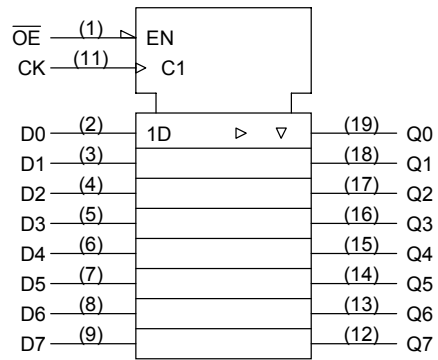 O̅E̅ (1) EN
CK (11) C1
D0 (2) 1D (19) Q0
D1 (3) (18) Q1
D2 (4) (17) Q2
D3 (5) (16) Q3
D4 (6) (15) Q4
D5 (7) (14) Q5
D6 (8) (13) Q6
D7 (9) (12) Q7